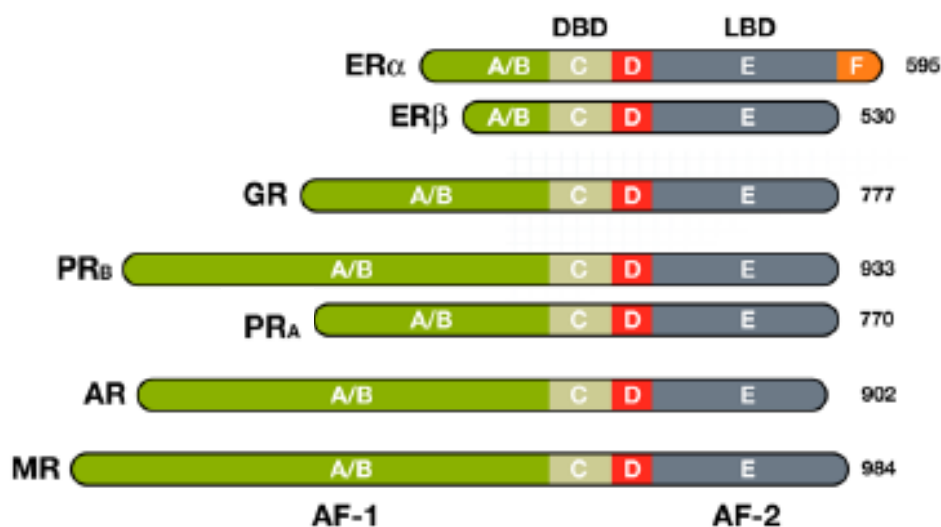 DBD LBD
ERα A/B C D E F 595
ERβ A/B C D E 530
GR A/B C D E 777
PRB A/B C D E 933
PRA A/B C D E 770
AR A/B C D E 902
MR A/B C D E 984
AF-1 AF-2